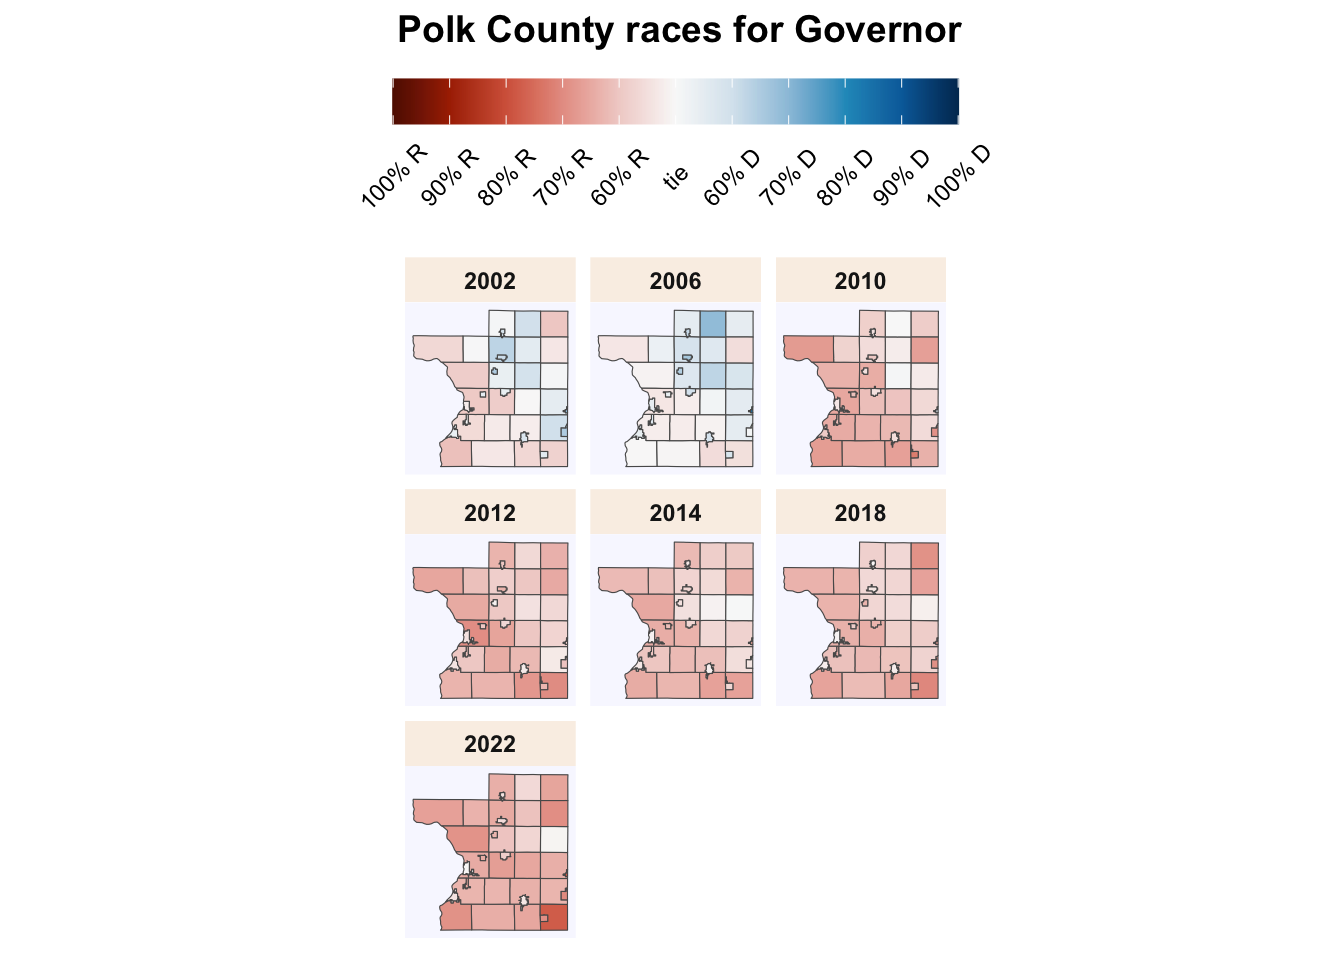 Polk County races for Governor
100% R
90% R
80% R
70% R
60% R
tie
60% D
70% D
80% D
90% D
100% D
2002
2006
2010
2012
2014
2018
2022